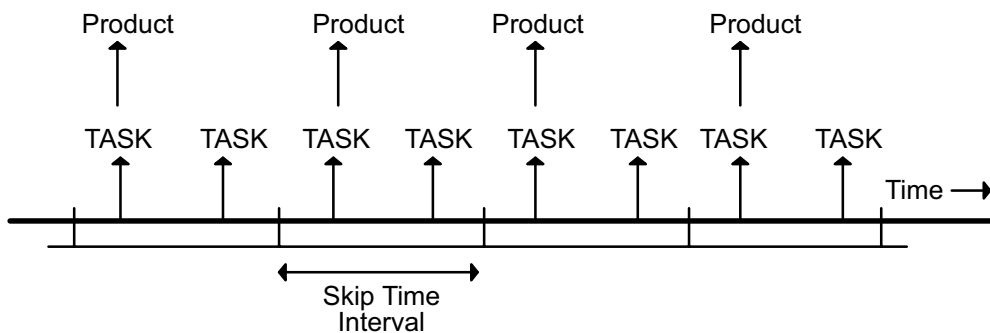 Product Product Product Product
TASK TASK TASK TASK TASK TASK TASK TASK
Time
Skip Time
Interval